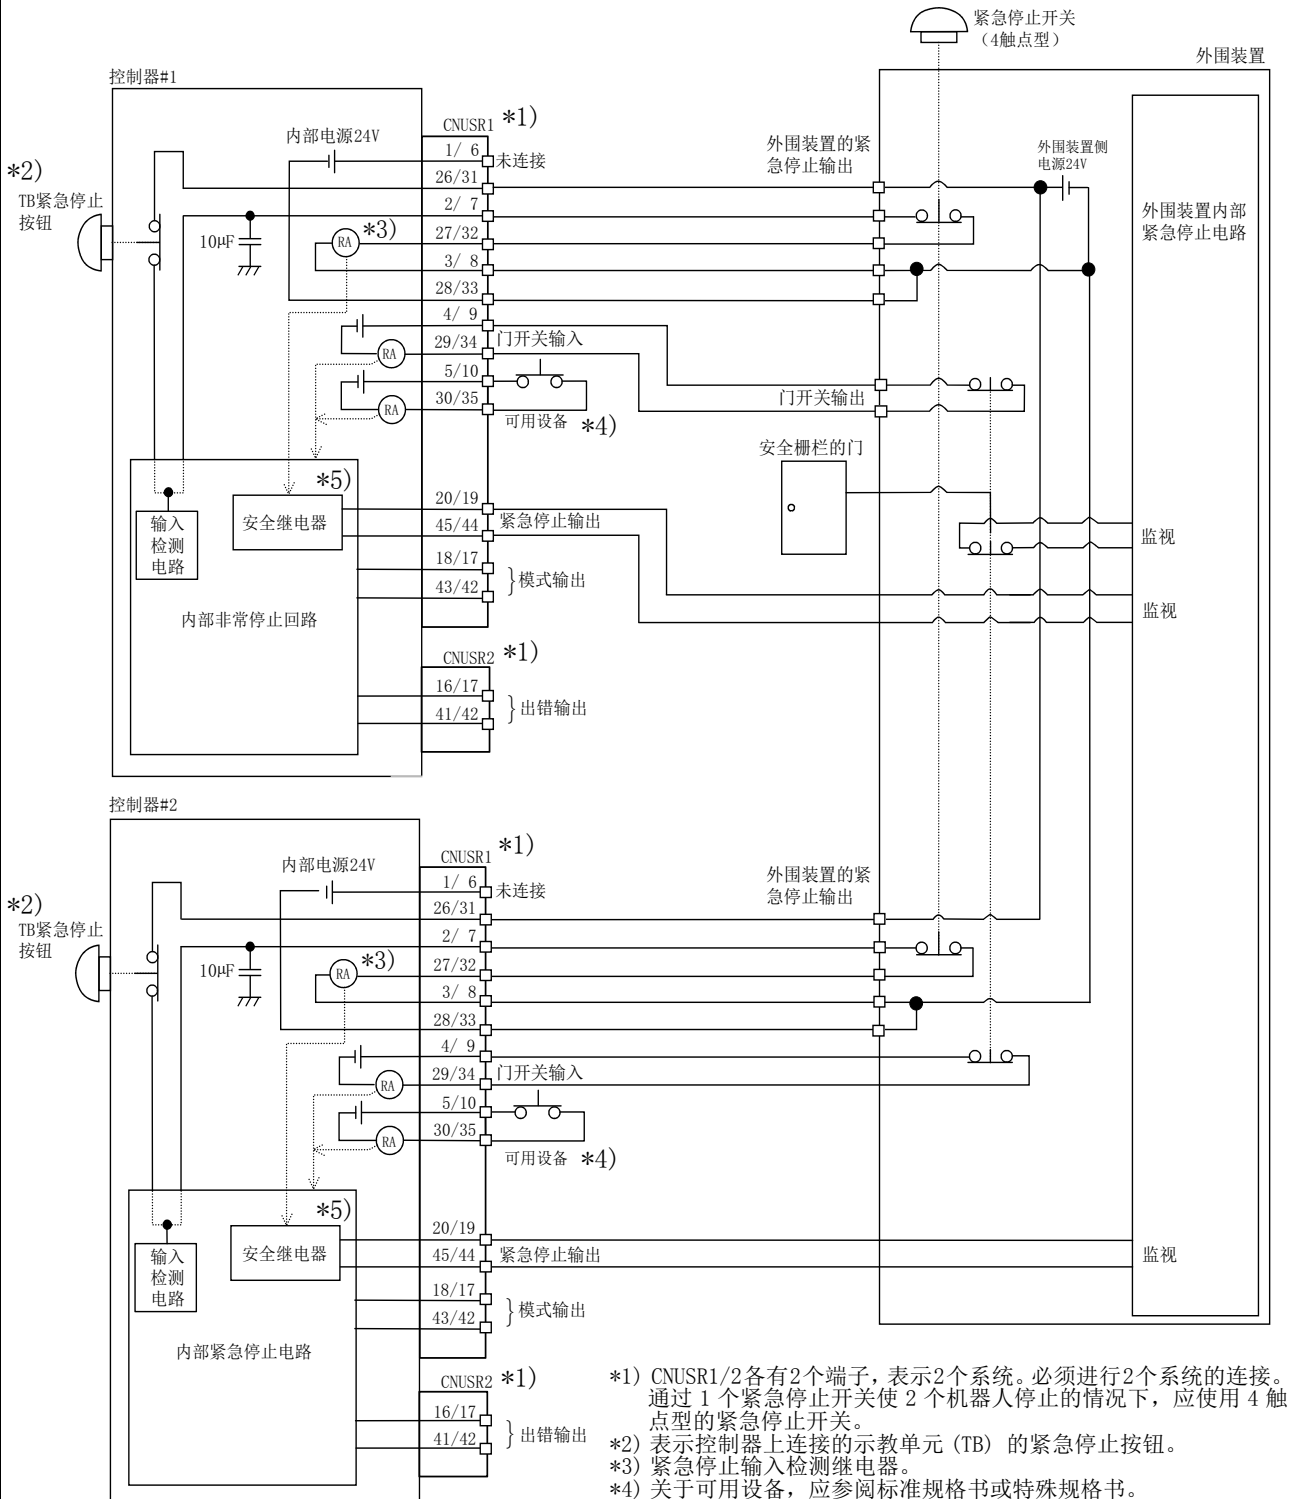 紧急停止开关
（4触点型）
外围装置
控制器#1
内部电源24V
CNUSR1 *1)
1/ 6
未连接
外围装置的紧
急停止输出
外围装置侧
电源24V
*2)
TB紧急停止
按钮
26/31
2/ 7
10μF
RA
*3)
27/32
3/ 8
28/33
外围装置内部
紧急停止电路
4/ 9
RA
29/34
门开关输入
5/10
RA
30/35
可用设备 *4)
门开关输出
安全栅栏的门
*5)
安全继电器
输入
检测
电路
20/19
紧急停止输出
45/44
18/17
模式输出
43/42
监视
监视
内部非常停止回路
CNUSR2 *1)
16/17
出错输出
41/42
控制器#2
内部电源24V
CNUSR1 *1)
1/ 6
未连接
外围装置的紧
急停止输出
*2)
TB紧急停止
按钮
26/31
2/ 7
10μF
RA
*3)
27/32
3/ 8
28/33
4/ 9
RA
29/34
门开关输入
5/10
RA
30/35
可用设备 *4)
*5)
安全继电器
输入
检测
电路
20/19
紧急停止输出
45/44
监视
18/17
模式输出
43/42
内部紧急停止电路
CNUSR2 *1)
16/17
出错输出
41/42
*1) CNUSR1/2各有2个端子，表示2个系统。必须进行2个系统的连接。
通过 1 个紧急停止开关使 2 个机器人停止的情况下，应使用 4 触
点型的紧急停止开关。
*2) 表示控制器上连接的示教单元 (TB) 的紧急停止按钮。
*3) 紧急停止输入检测继电器。
*4) 关于可用设备，应参阅标准规格书或特殊规格书。